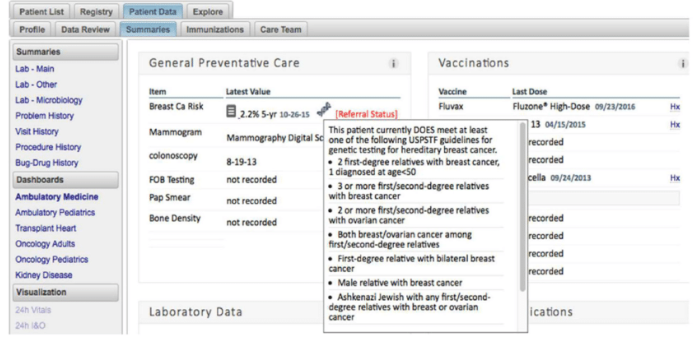 Patient List Registry Patient Data Explore
Profile Data Review Summaries Immunizations Care Team
Summaries
Lab - Main
Lab - Other
Lab - Microbiology
Problem History
Visit History
Procedure History
Bug-Drug History
Dashboards
Ambulatory Medicine
Ambulatory Pediatrics
Transplant Heart
Oncology Adults
Oncology Pediatrics
Kidney Disease
Visualization
24h Vitals
24h I&O
General Preventative Care i
Item Latest Value
Breast Ca Risk 2.2% 5-yr 10-26-15 [Referral Status]
Mammogram Mammography Digital Sc
colonoscopy 8-19-13
FOB Testing not recorded
Pap Smear not recorded
Bone Density not recorded
This patient currently DOES meet at least
one of the following USPSTF guidelines for
genetic testing for hereditary breast cancer.
• 2 first-degree relatives with breast cancer,
1 diagnosed at age<50
• 3 or more first/second-degree relatives
with breast cancer
• 2 or more first/second-degree relatives
with ovarian cancer
• Both breast/ovarian cancer among
first/second-degree relatives
• First-degree relative with bilateral breast
cancer
• Male relative with breast cancer
• Ashkenazi Jewish with any first/second-
degree relatives with breast or ovarian
cancer
Vaccinations i
Vaccine Last Dose
Fluvax Fluzone® High-Dose 09/23/2016 Hx
13 04/15/2015 Hx
recorded
cella 09/24/2013 Hx
recorded
recorded
recorded
recorded
Laboratory Data
ications